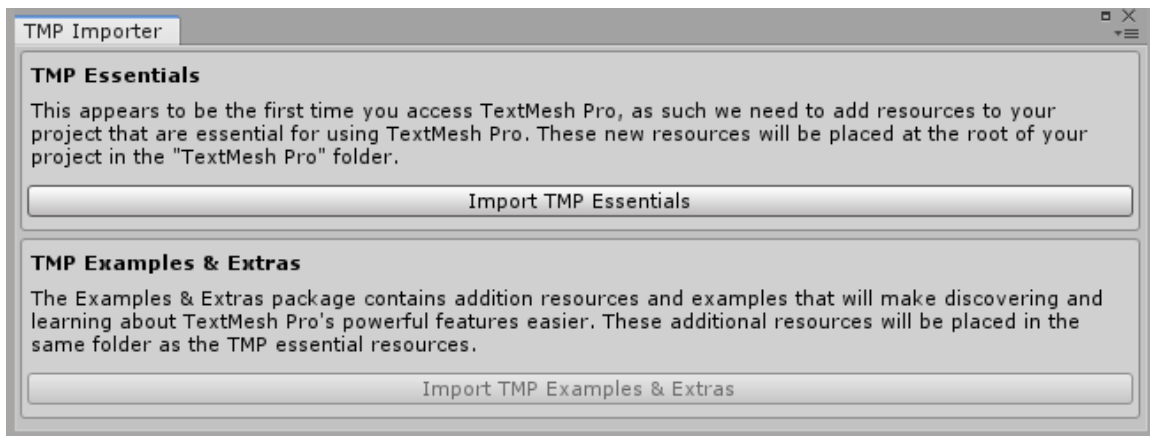 TMP Importer
TMP Essentials
This appears to be the first time you access TextMesh Pro, as such we need to add resources to your
project that are essential for using TextMesh Pro. These new resources will be placed at the root of your
project in the "TextMesh Pro" folder.
Import TMP Essentials
TMP Examples & Extras
The Examples & Extras package contains addition resources and examples that will make discovering and
learning about TextMesh Pro's powerful features easier. These additional resources will be placed in the
same folder as the TMP essential resources.
Import TMP Examples & Extras